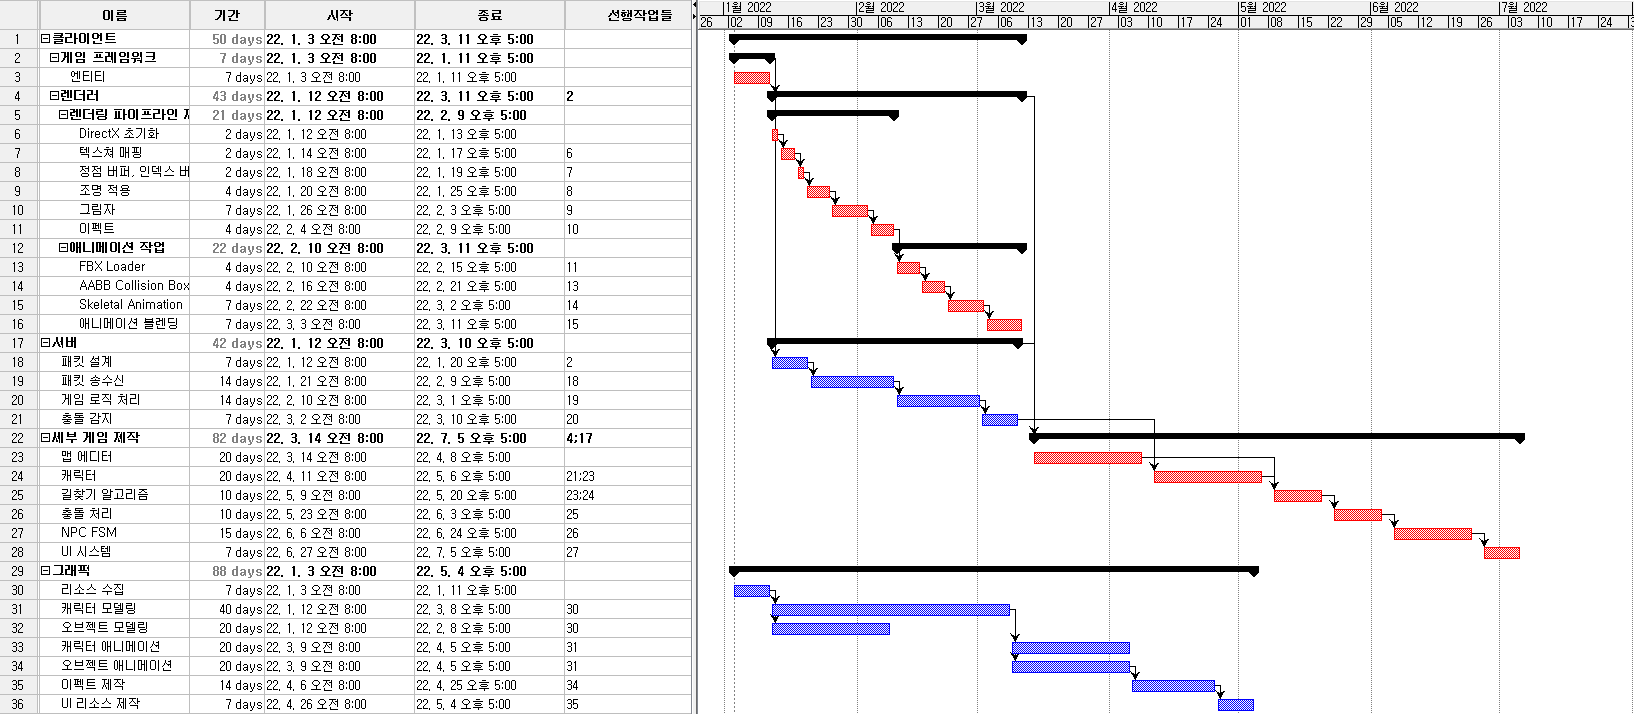 이름 기간 시작 종료 선행작업들
1월 2022 2월 2022 3월 2022 4월 2022 5월 2022 6월 2022 7월 2022
26 02 09 16 23 30 06 13 20 27 06 13 20 27 03 10 17 24 01 08 15 22 29 05 12 19 26 03 10 17 24 3
1 클라이언트 50 days 22. 1. 3 오전 8:00 22. 3. 11 오후 5:00
2 게임 프레임워크 7 days 22. 1. 3 오전 8:00 22. 1. 11 오후 5:00
3 엔티티 7 days 22. 1. 3 오전 8:00 22. 1. 11 오후 5:00
4 렌더러 43 days 22. 1. 12 오전 8:00 22. 3. 11 오후 5:00 2
5 렌더링 파이프라인 제 21 days 22. 1. 12 오전 8:00 22. 2. 9 오후 5:00
6 DirectX 초기화 2 days 22. 1. 12 오전 8:00 22. 1. 13 오후 5:00
7 텍스쳐 매핑 2 days 22. 1. 14 오전 8:00 22. 1. 17 오후 5:00 6
8 정점 버퍼, 인덱스 버 2 days 22. 1. 18 오전 8:00 22. 1. 19 오후 5:00 7
9 조명 적용 4 days 22. 1. 20 오전 8:00 22. 1. 25 오후 5:00 8
10 그림자 7 days 22. 1. 26 오전 8:00 22. 2. 3 오후 5:00 9
11 이펙트 4 days 22. 2. 4 오전 8:00 22. 2. 9 오후 5:00 10
12 애니메이션 작업 22 days 22. 2. 10 오전 8:00 22. 3. 11 오후 5:00
13 FBX Loader 4 days 22. 2. 10 오전 8:00 22. 2. 15 오후 5:00 11
14 AABB Collision Box 4 days 22. 2. 16 오전 8:00 22. 2. 21 오후 5:00 13
15 Skeletal Animation 7 days 22. 2. 22 오전 8:00 22. 3. 2 오후 5:00 14
16 애니메이션 블렌딩 7 days 22. 3. 3 오전 8:00 22. 3. 11 오후 5:00 15
17 서버 42 days 22. 1. 12 오전 8:00 22. 3. 10 오후 5:00
18 패킷 설계 7 days 22. 1. 12 오전 8:00 22. 1. 20 오후 5:00 2
19 패킷 송수신 14 days 22. 1. 21 오전 8:00 22. 2. 9 오후 5:00 18
20 게임 로직 처리 14 days 22. 2. 10 오전 8:00 22. 3. 1 오후 5:00 19
21 충돌 감지 7 days 22. 3. 2 오전 8:00 22. 3. 10 오후 5:00 20
22 세부 게임 제작 82 days 22. 3. 14 오전 8:00 22. 7. 5 오후 5:00 4;17
23 맵 에디터 20 days 22. 3. 14 오전 8:00 22. 4. 8 오후 5:00
24 캐릭터 20 days 22. 4. 11 오전 8:00 22. 5. 6 오후 5:00 21;23
25 길찾기 알고리즘 10 days 22. 5. 9 오전 8:00 22. 5. 20 오후 5:00 23;24
26 충돌 처리 10 days 22. 5. 23 오전 8:00 22. 6. 3 오후 5:00 25
27 NPC FSM 15 days 22. 6. 6 오전 8:00 22. 6. 24 오후 5:00 26
28 UI 시스템 7 days 22. 6. 27 오전 8:00 22. 7. 5 오후 5:00 27
29 그래픽 88 days 22. 1. 3 오전 8:00 22. 5. 4 오후 5:00
30 리소스 수집 7 days 22. 1. 3 오전 8:00 22. 1. 11 오후 5:00
31 캐릭터 모델링 40 days 22. 1. 12 오전 8:00 22. 3. 8 오후 5:00 30
32 오브젝트 모델링 20 days 22. 1. 12 오전 8:00 22. 2. 8 오후 5:00 30
33 캐릭터 애니메이션 20 days 22. 3. 9 오전 8:00 22. 4. 5 오후 5:00 31
34 오브젝트 애니메이션 20 days 22. 3. 9 오전 8:00 22. 4. 5 오후 5:00 31
35 이펙트 제작 14 days 22. 4. 6 오전 8:00 22. 4. 25 오후 5:00 34
36 UI 리소스 제작 7 days 22. 4. 26 오전 8:00 22. 5. 4 오후 5:00 35